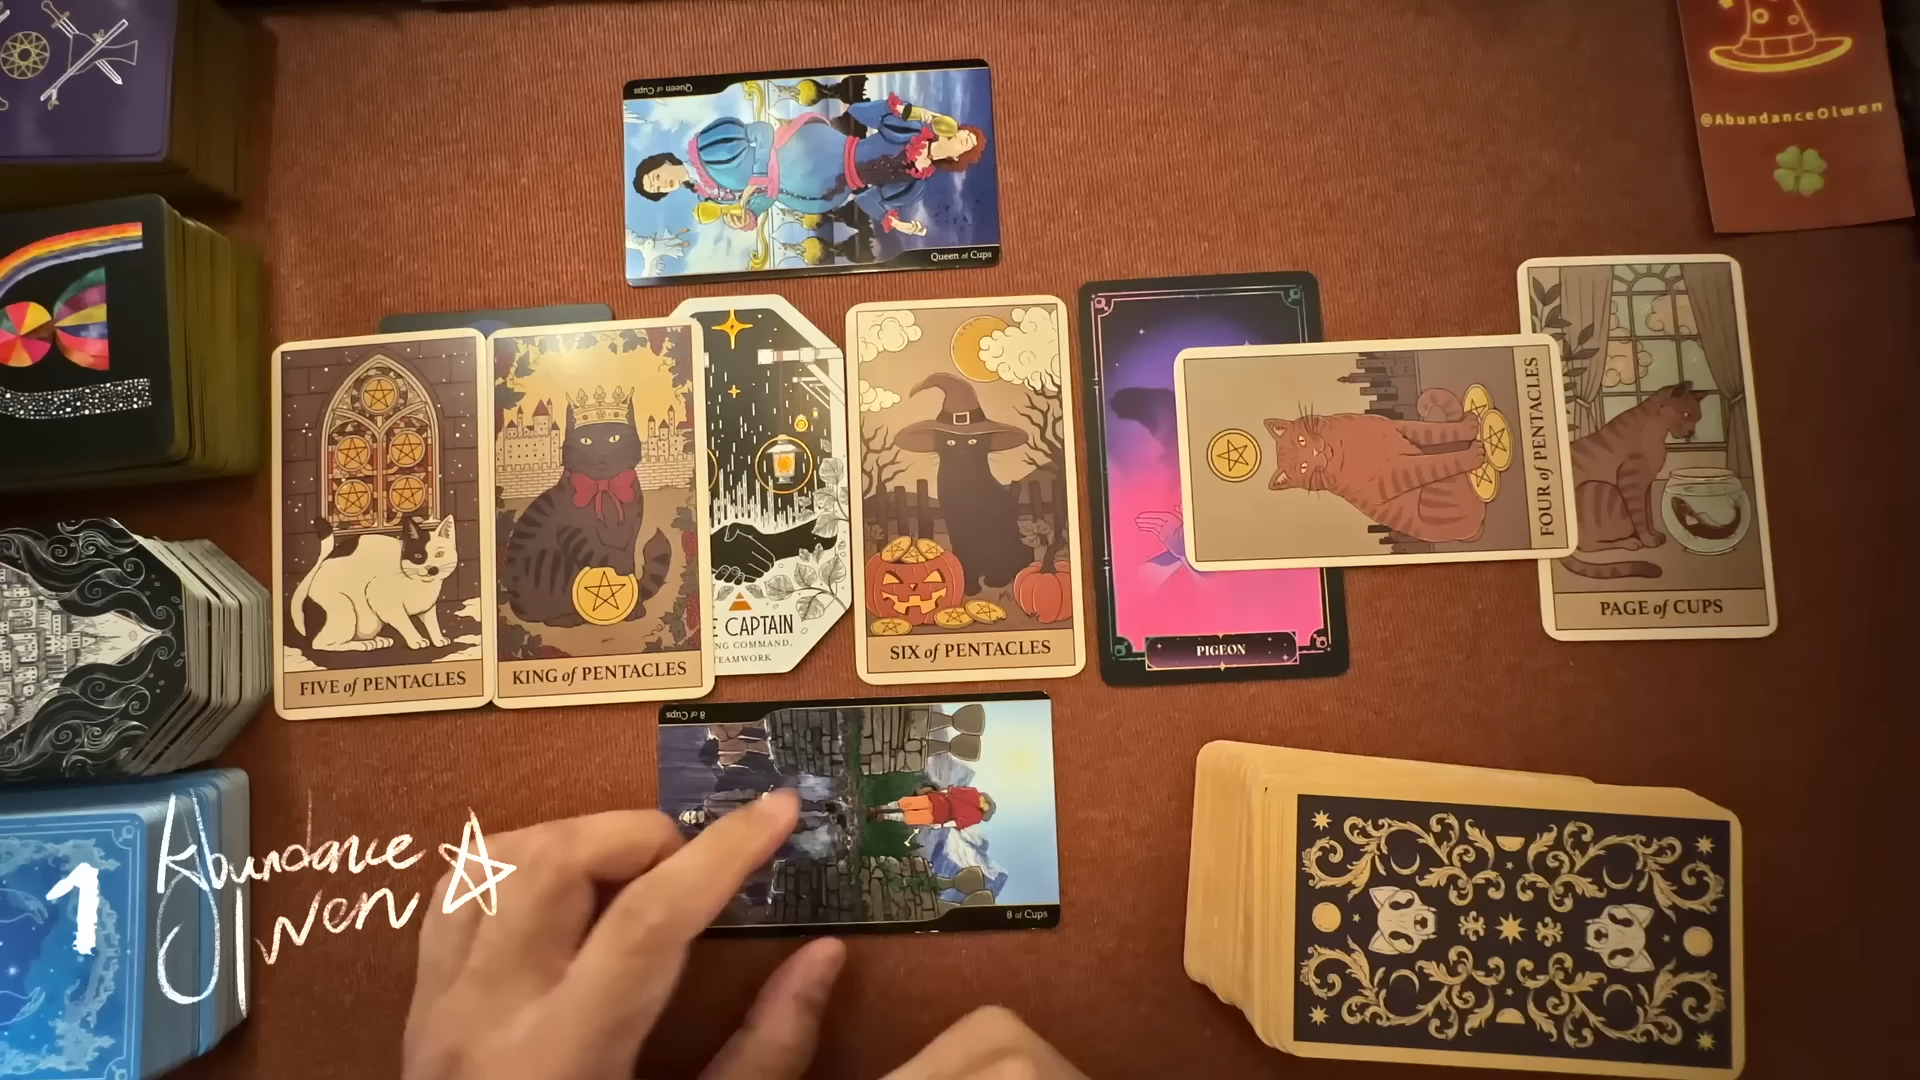 @AbundanceOlwen
Queen of Cups
Queen of Cups
FIVE of PENTACLES
KING of PENTACLES
E CAPTAIN
NG COMMAND,
TEAMWORK
SIX of PENTACLES
PIGEON
FOUR of PENTACLES
PAGE of CUPS
8 of Cups
8 of Cups
1
Abundance
Olwen